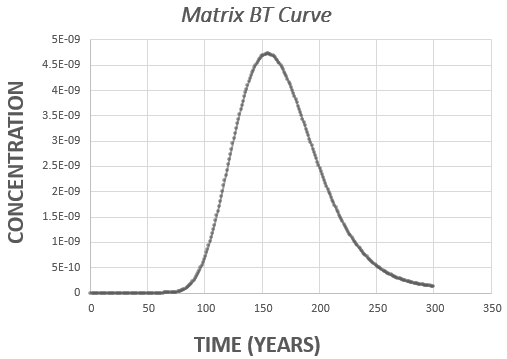 Matrix BT Curve
5E-09
4.5E-09
4E-09
3.5E-09
3E-09
2.5E-09
2E-09
1.5E-09
1E-09
5E-10
0
CONCENTRATION
0 50 100 150 200 250 300 350
TIME (YEARS)